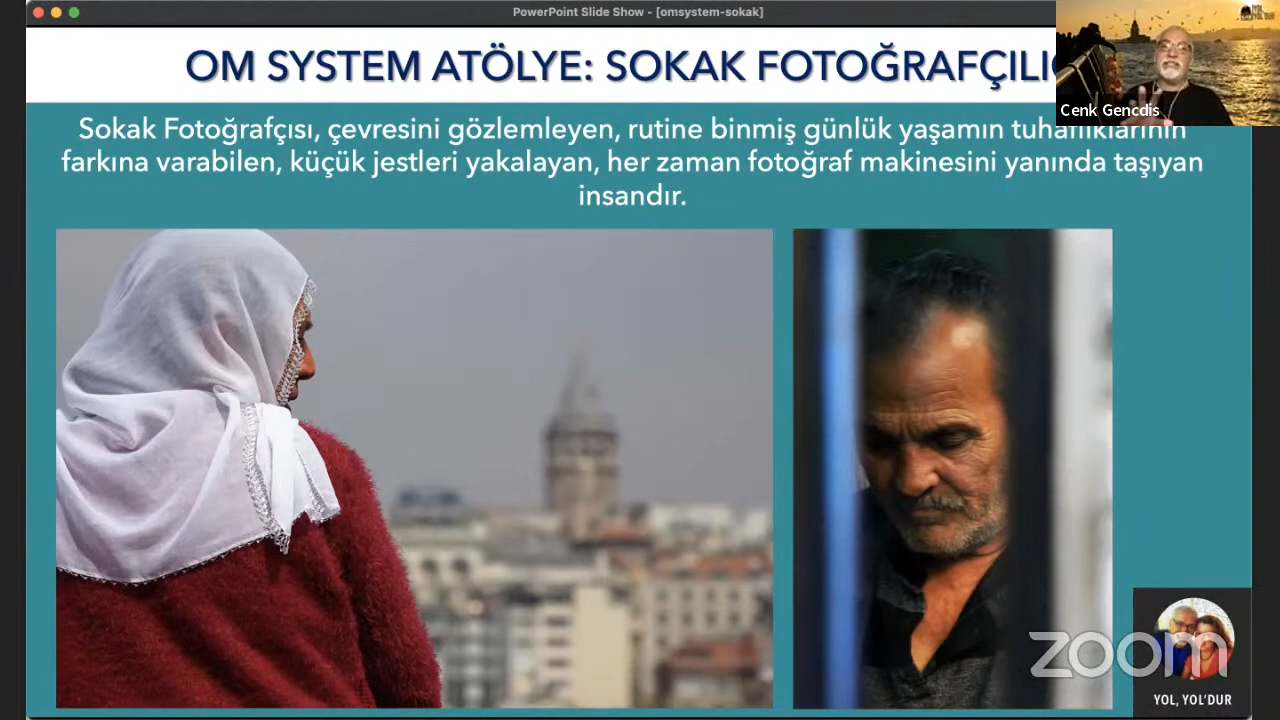 PowerPoint Slide Show - [omsystem-sokak]
OM SYSTEM ATÖLYE: SOKAK FOTOĞRAFÇILI
Cenk Gencdis
Sokak Fotoğrafçısı, çevresini gözlemleyen, rutine binmiş günlük yaşamın tuhaflıklarının
farkına varabilen, küçük jestleri yakalayan, her zaman fotoğraf makinesini yanında taşıyan
insandır.
zoom
YOL, YOL'DUR